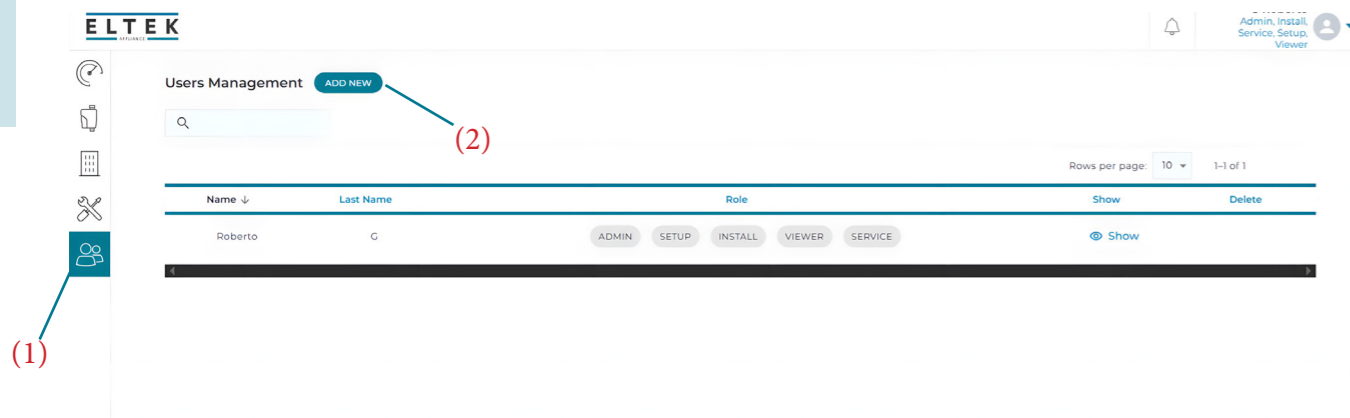 ELTEK
APPLIANCE
Admin, Install,
Service, Setup,
Viewer
Users Management ADD NEW
(2)
Rows per page: 10 1–1 of 1
Name ↓ Last Name Role Show Delete
Roberto G ADMIN SETUP INSTALL VIEWER SERVICE Show
(1)